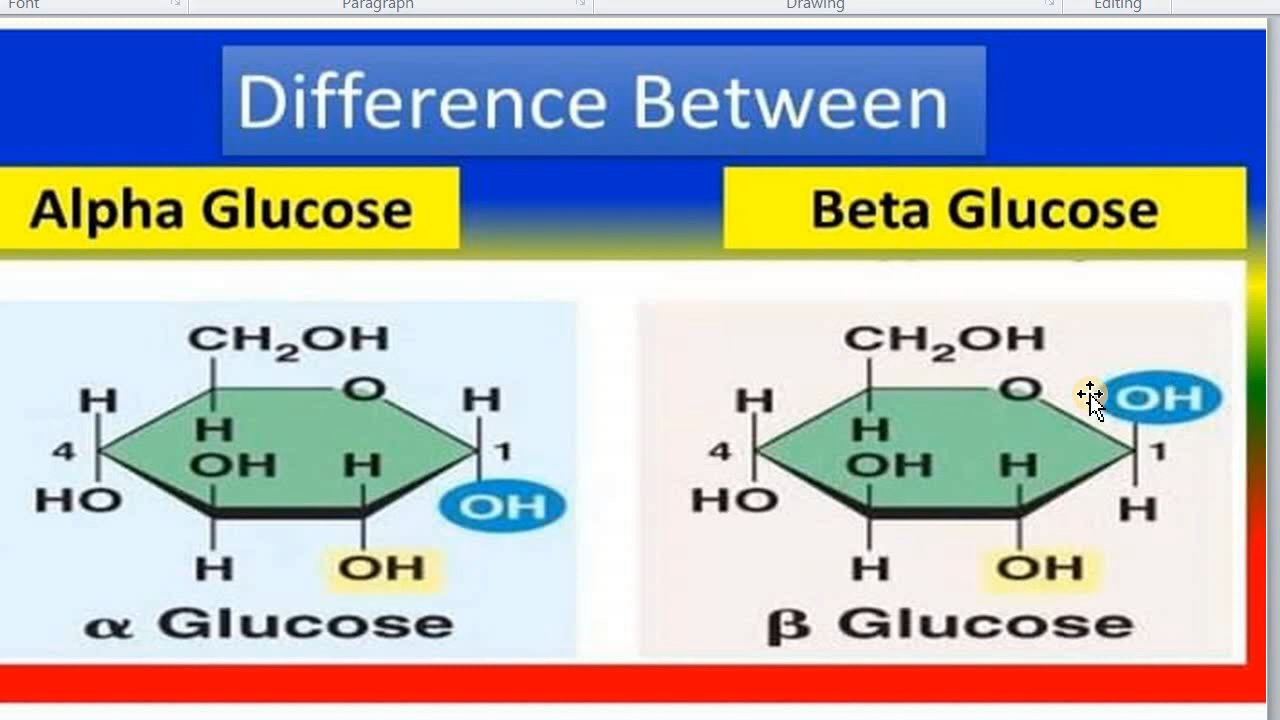 Font Paragraph Drawing Editing
Difference Between
Alpha Glucose
Beta Glucose
CH₂OH
H O H
H
4 1
OH H
HO OH
H OH
α Glucose
CH₂OH
H O OH
H
4 1
OH H
HO H
H OH
β Glucose